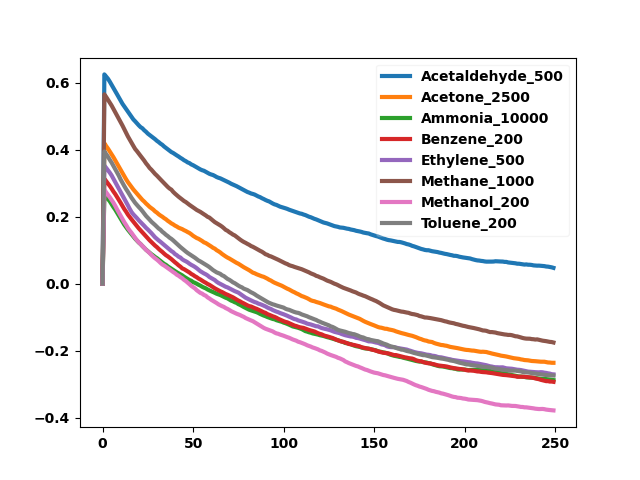 Acetaldehyde_500
Acetone_2500
Ammonia_10000
Benzene_200
Ethylene_500
Methane_1000
Methanol_200
Toluene_200
0.6
0.4
0.2
0.0
−0.2
−0.4
0 50 100 150 200 250